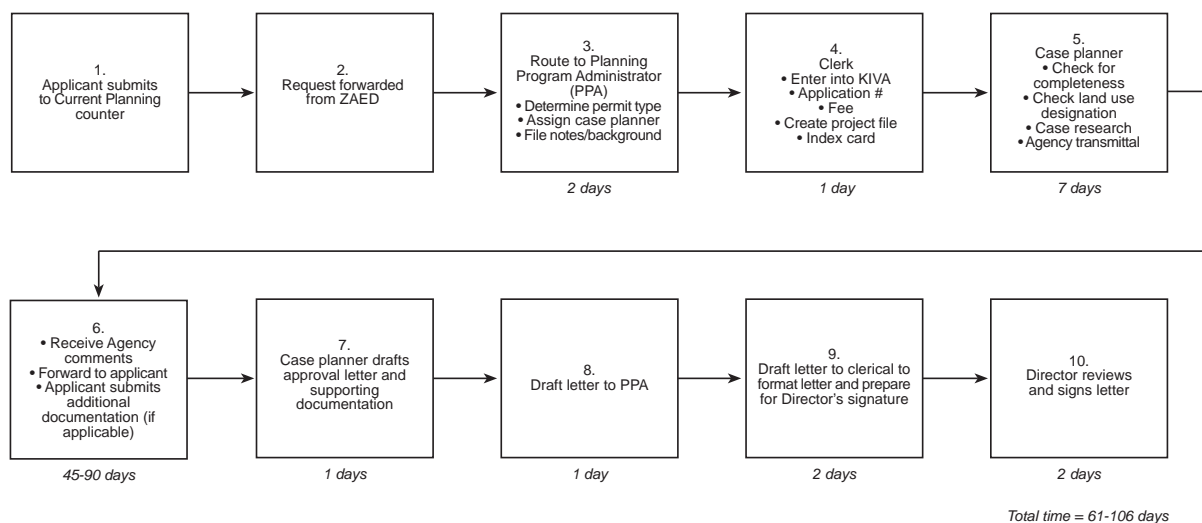 1.
Applicant submits
to Current Planning
counter
2.
Request forwarded
from ZAED
3.
Route to Planning
Program Administrator
(PPA)
• Determine permit type
• Assign case planner
• File notes/background
2 days
4.
Clerk
• Enter into KIVA
• Application #
• Fee
• Create project file
• Index card
1 day
5.
Case planner
• Check for
completeness
• Check land use
designation
• Case research
• Agency transmittal
7 days
6.
• Receive Agency
comments
• Forward to applicant
• Applicant submits
additional
documentation (if
applicable)
45-90 days
7.
Case planner drafts
approval letter and
supporting
documentation
1 days
8.
Draft letter to PPA
1 day
9.
Draft letter to clerical to
format letter and prepare
for Director’s signature
2 days
10.
Director reviews
and signs letter
2 days
Total time = 61-106 days